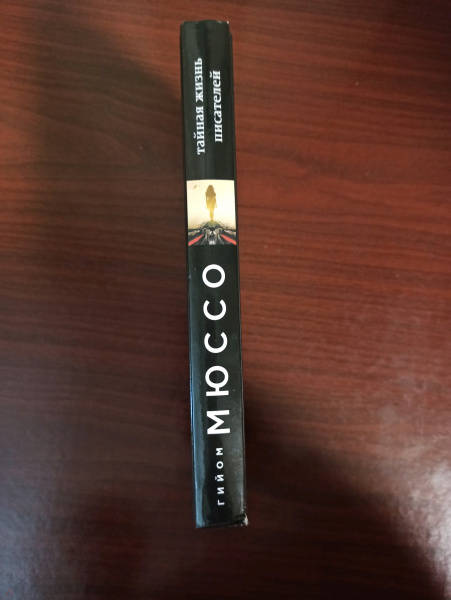 гийом
МЮССО
тайная жизнь
писателей